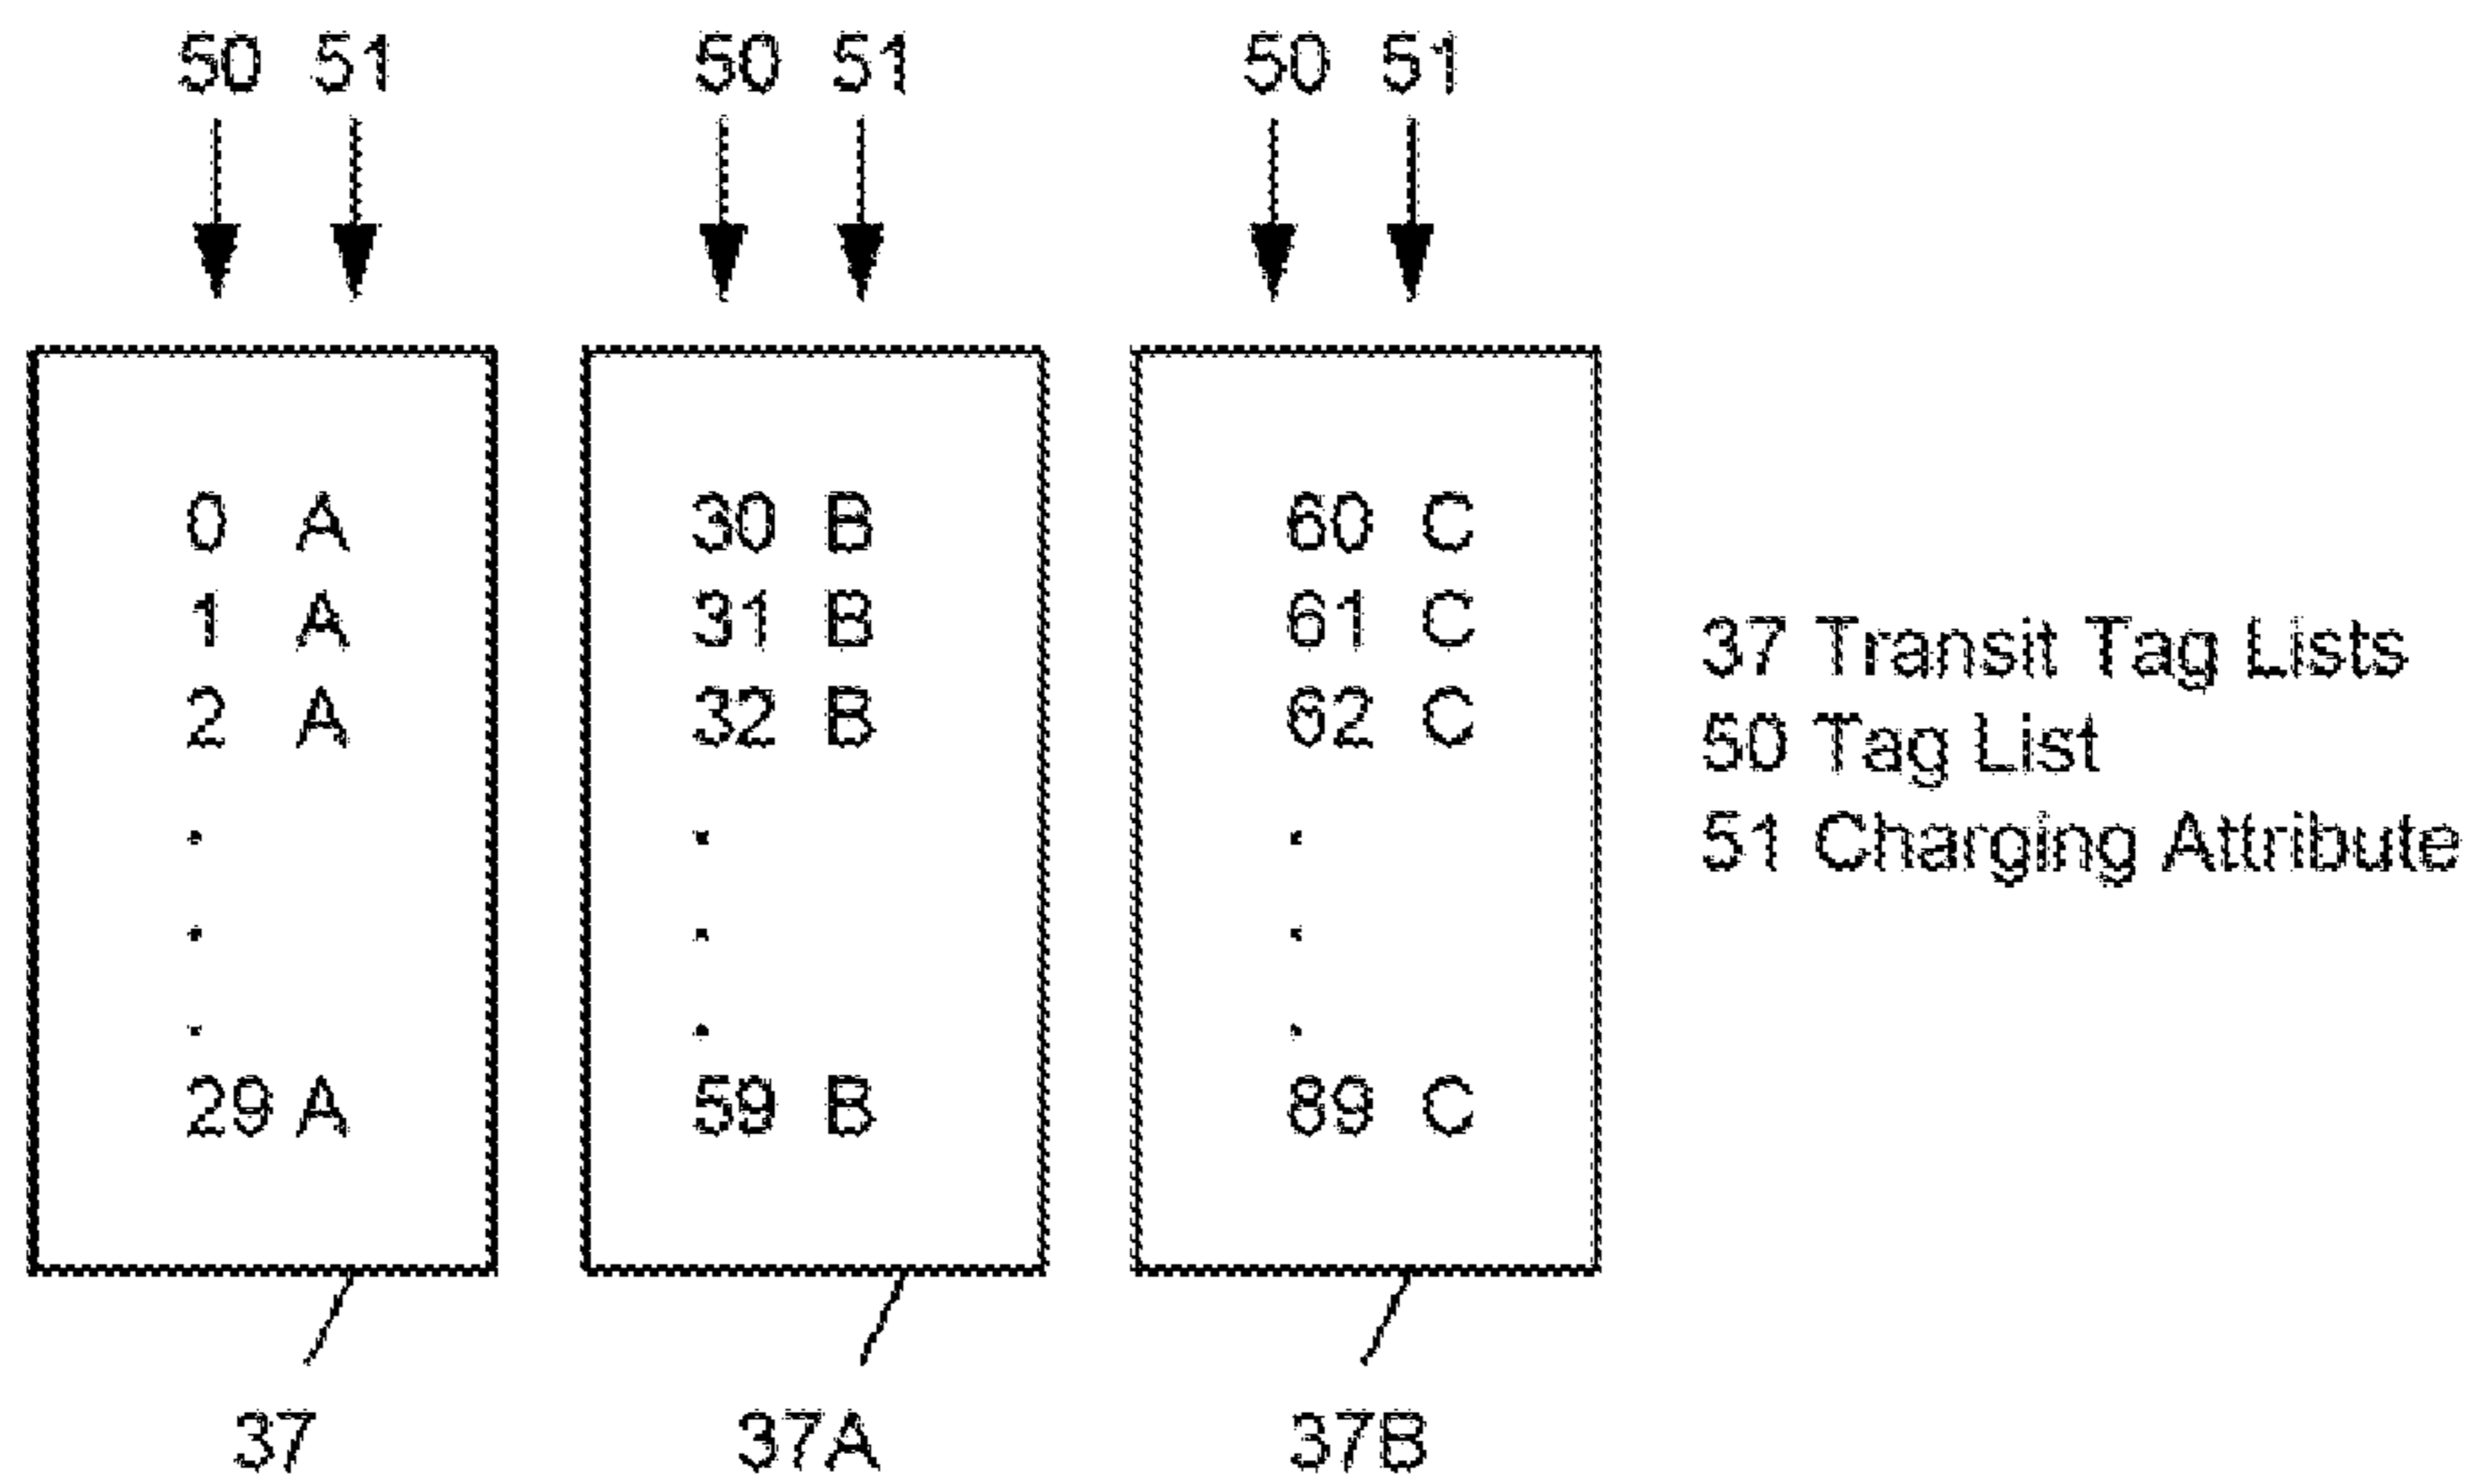 50 51 50 51 50 51
0 A 30 B 60 C
1 A 31 B 61 C
2 A 32 B 62 C
. . .
. . .
. . .
29 A 59 B 89 C
37 Transit Tag Lists
50 Tag List
51 Charging Attribute
37 37A 37B